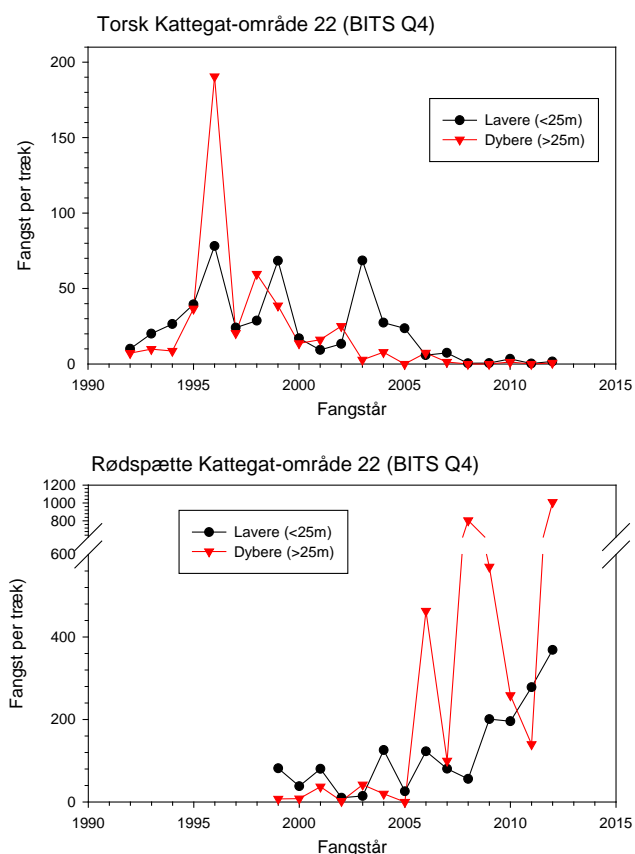 Torsk Kattegat-område 22 (BITS Q4)
200
150
100
50
0
Fangst per træk
Lavere (<25m)
Dybere (>25m)
1990 1995 2000 2005 2010 2015
Fangstår
Rødspætte Kattegat-område 22 (BITS Q4)
1200
1000
800
600
400
200
0
Fangst per træk
Lavere (<25m)
Dybere (>25m)
1990 1995 2000 2005 2010 2015
Fangstår